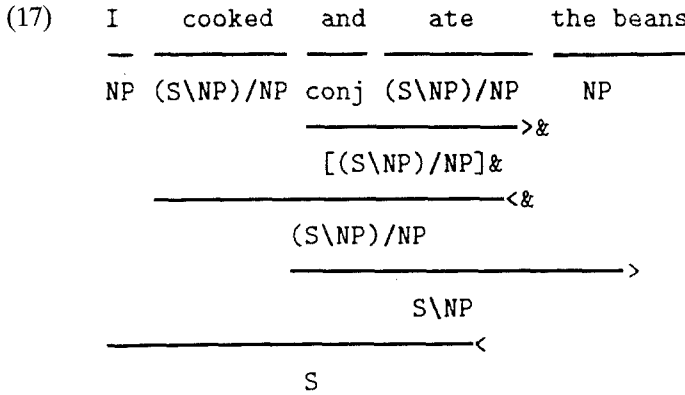 (17) I cooked and ate the beans
NP (S\NP)/NP conj (S\NP)/NP NP
>&
[(S\NP)/NP]&
<&
(S\NP)/NP
>
S\NP
<
S